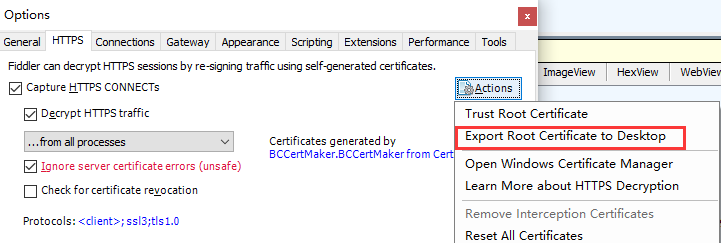 Options
General HTTPS Connections Gateway Appearance Scripting Extensions Performance Tools
Fiddler can decrypt HTTPS sessions by re-signing traffic using self-generated certificates.
ImageView HexView WebView
Capture HTTPS CONNECTs
Actions
Decrypt HTTPS traffic
Trust Root Certificate
...from all processes
Certificates generated by
Export Root Certificate to Desktop
BCCertMaker.BCCertMaker from Cert
Ignore server certificate errors (unsafe)
Open Windows Certificate Manager
Check for certificate revocation
Learn More about HTTPS Decryption
Remove Interception Certificates
Protocols: <client>; ssl3;tls1.0
Reset All Certificates